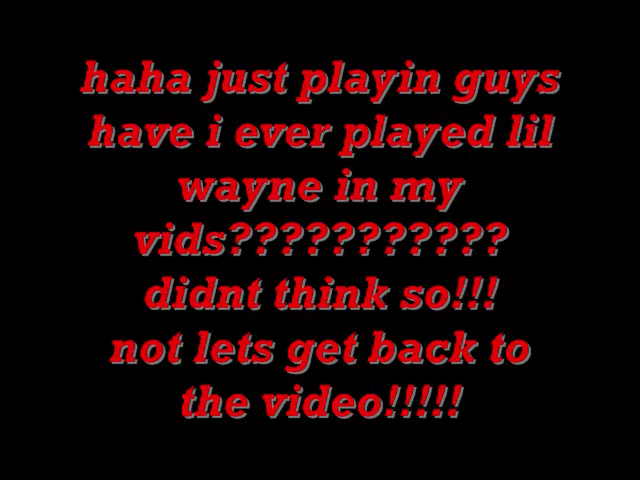 haha just playin guys
have i ever played lil
wayne in my
vids???????????
didnt think so!!!
not lets get back to
the video!!!!!